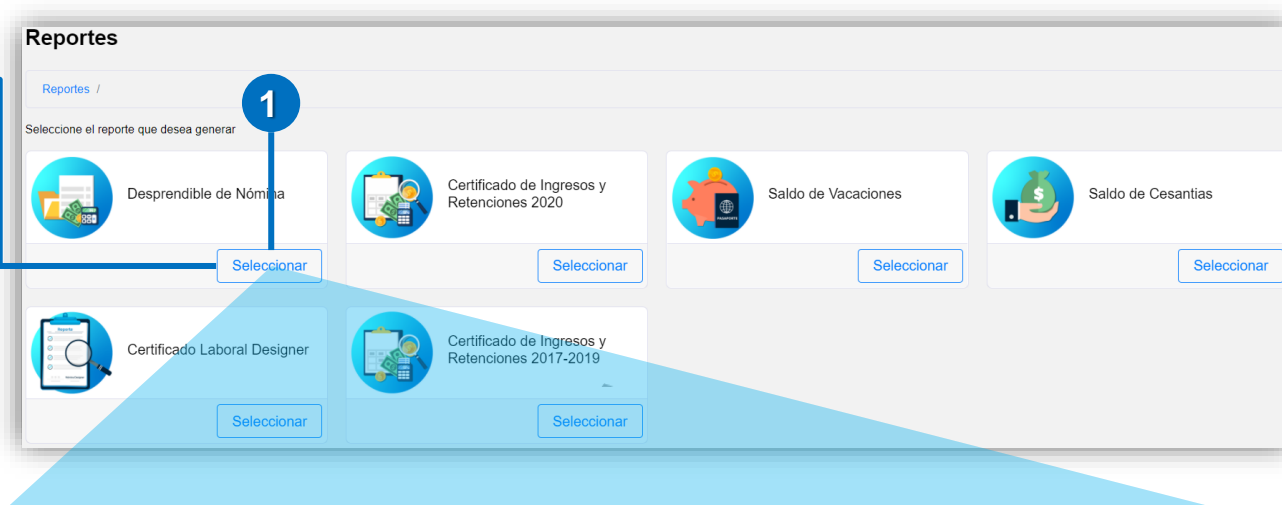 Reportes
Reportes /
1
Seleccione el reporte que desea generar
Desprendible de Nómina
Seleccionar
Certificado de Ingresos y
Retenciones 2020
Seleccionar
Saldo de Vacaciones
PASSPORTS
Seleccionar
Saldo de Cesantias
Seleccionar
Reporte
Certificado Laboral Designer
Seleccionar
Certificado de Ingresos y
Retenciones 2017-2019
Seleccionar